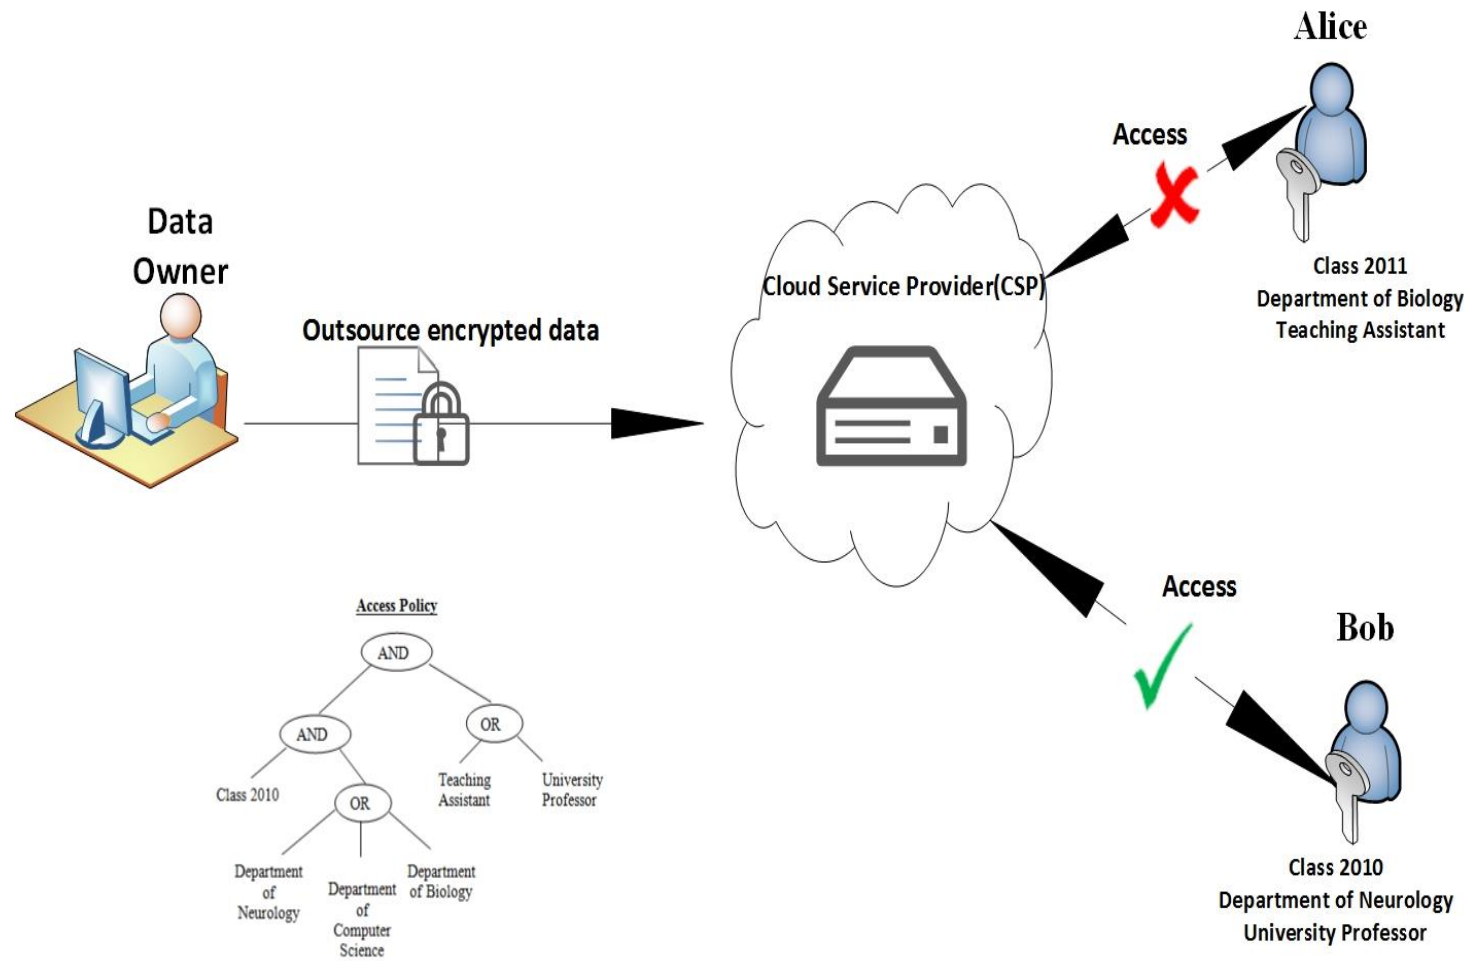 Alice
Access
Data
Owner
Cloud Service Provider(CSP)
Class 2011
Department of Biology
Teaching Assistant
Outsource encrypted data
Access
Bob
Access Policy
AND
AND
OR
Class 2010
Teaching
Assistant
University
Professor
OR
Department
of
Neurology
Department
of
Computer
Science
Department
of Biology
Class 2010
Department of Neurology
University Professor